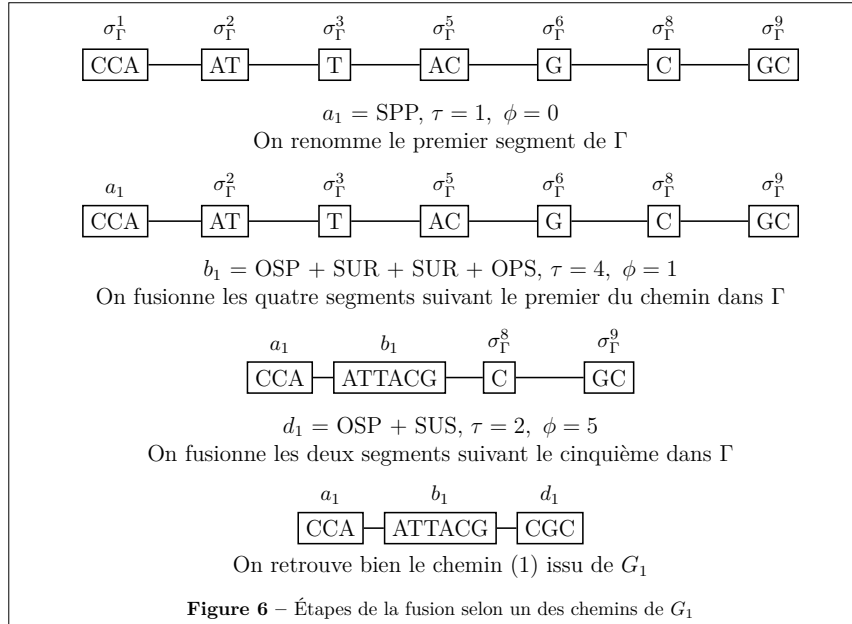 σ_Γ^1 σ_Γ^2 σ_Γ^3 σ_Γ^5 σ_Γ^6 σ_Γ^8 σ_Γ^9
CCA AT T AC G C GC
a_1 = SPP, τ = 1, ϕ = 0
On renomme le premier segment de Γ
a_1 σ_Γ^2 σ_Γ^3 σ_Γ^5 σ_Γ^6 σ_Γ^8 σ_Γ^9
CCA AT T AC G C GC
b_1 = OSP + SUR + SUR + OPS, τ = 4, ϕ = 1
On fusionne les quatre segments suivant le premier du chemin dans Γ
a_1 b_1 σ_Γ^8 σ_Γ^9
CCA ATTACG C GC
d_1 = OSP + SUS, τ = 2, ϕ = 5
On fusionne les deux segments suivant le cinquième dans Γ
a_1 b_1 d_1
CCA ATTACG CGC
On retrouve bien le chemin (1) issu de G_1
Figure 6 – Étapes de la fusion selon un des chemins de G_1